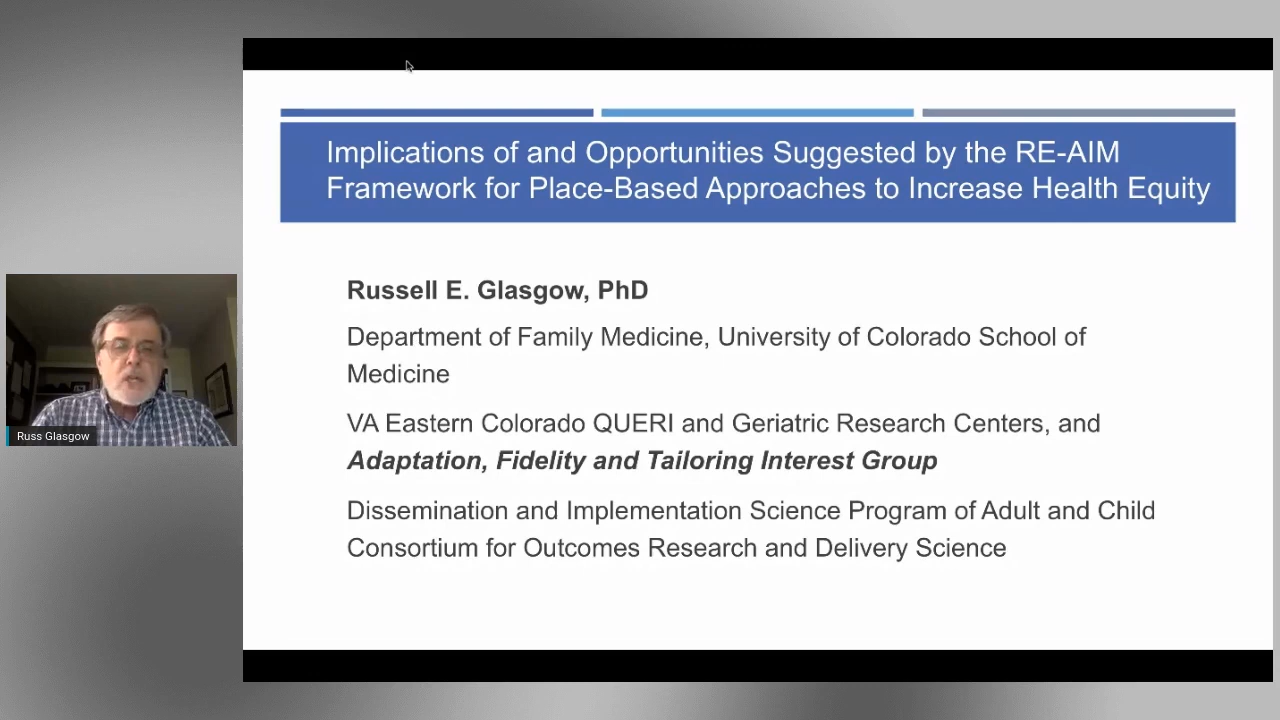 Implications of and Opportunities Suggested by the RE-AIM
Framework for Place-Based Approaches to Increase Health Equity
Russell E. Glasgow, PhD
Department of Family Medicine, University of Colorado School of
Medicine
VA Eastern Colorado QUERI and Geriatric Research Centers, and
Adaptation, Fidelity and Tailoring Interest Group
Dissemination and Implementation Science Program of Adult and Child
Consortium for Outcomes Research and Delivery Science
Russ Glasgow